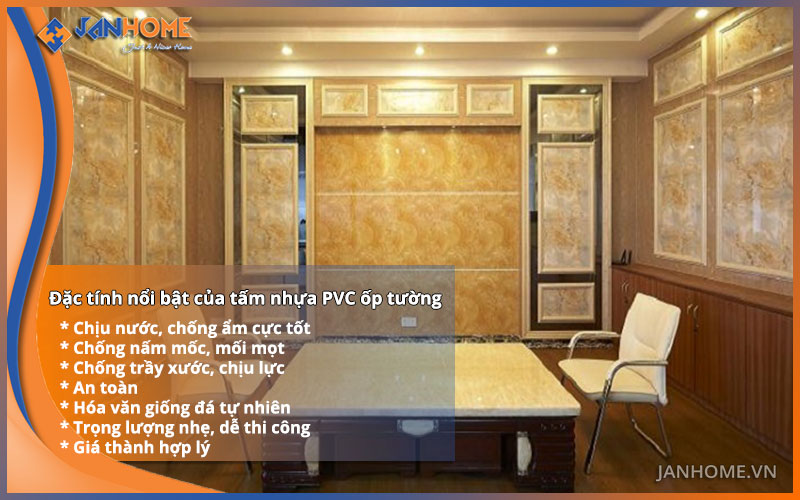 JANHOME
Đặc tính nổi bật của tấm nhựa PVC ốp tường
* Chịu nước, chống ẩm cực tốt
* Chống nấm mốc, mối mọt
* Chống trầy xước, chịu lực
* An toàn
* Hóa văn giống đá tự nhiên
* Trọng lượng nhẹ, dễ thi công
* Giá thành hợp lý
JANHOME.VN